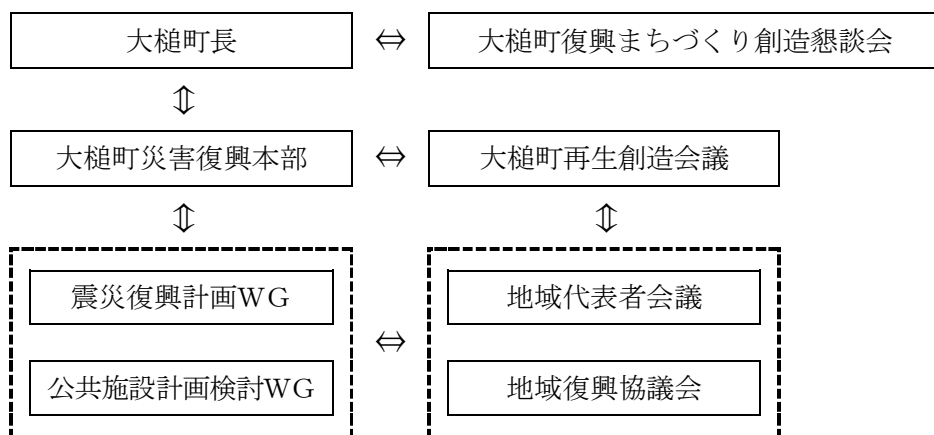 大槌町長 ⇔ 大槌町復興まちづくり創造懇談会
⇕
大槌町災害復興本部 ⇔ 大槌町再生創造会議
⇕ ⇕
震災復興計画WG 地域代表者会議
⇔
公共施設計画検討WG 地域復興協議会